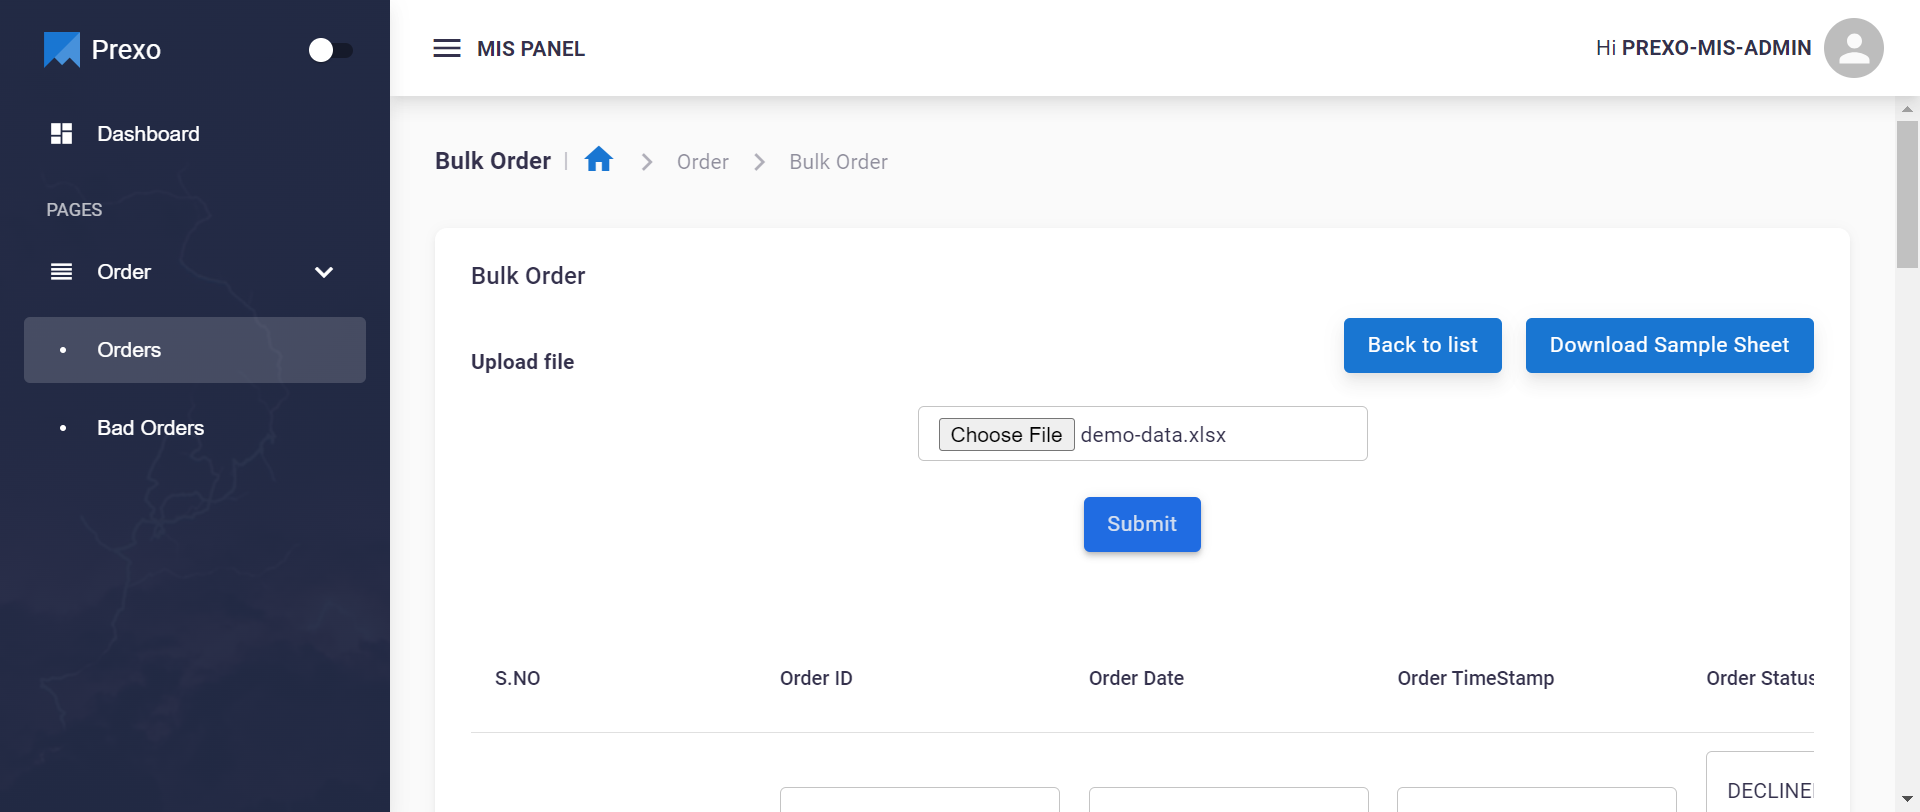 Prexo
MIS PANEL
Hi PREXO-MIS-ADMIN
Dashboard
PAGES
Order
Orders
Bad Orders
Bulk Order | Order Bulk Order
Bulk Order
Upload file
Back to list
Download Sample Sheet
Choose File demo-data.xlsx
Submit
S.NO Order ID Order Date Order TimeStamp Order Status